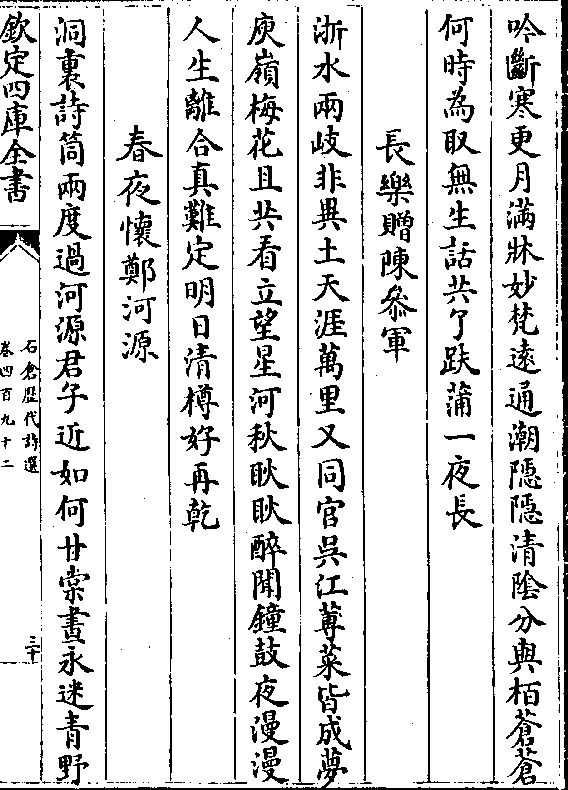 吟斷寒更月滿牀妙梵遠通潮隱隱清陰分與栢蒼蒼
何時為㕛無生話共了趺蒲一夜長
長樂贈陳叅軍
浙水兩岐非異土天涯萬里又同官吳江蓴菜皆成夢
庾嶺梅花且共看立望星河秋耿耿醉聞鐘鼓夜漫漫
人生離合真難定明日清樽好再乾
春夜懷鄭河源
洞裏詩筒兩度過河源君子近如何甘棠晝永迷青野
欽定四庫全書
石倉歷代詩選
卷四百九十二
三十